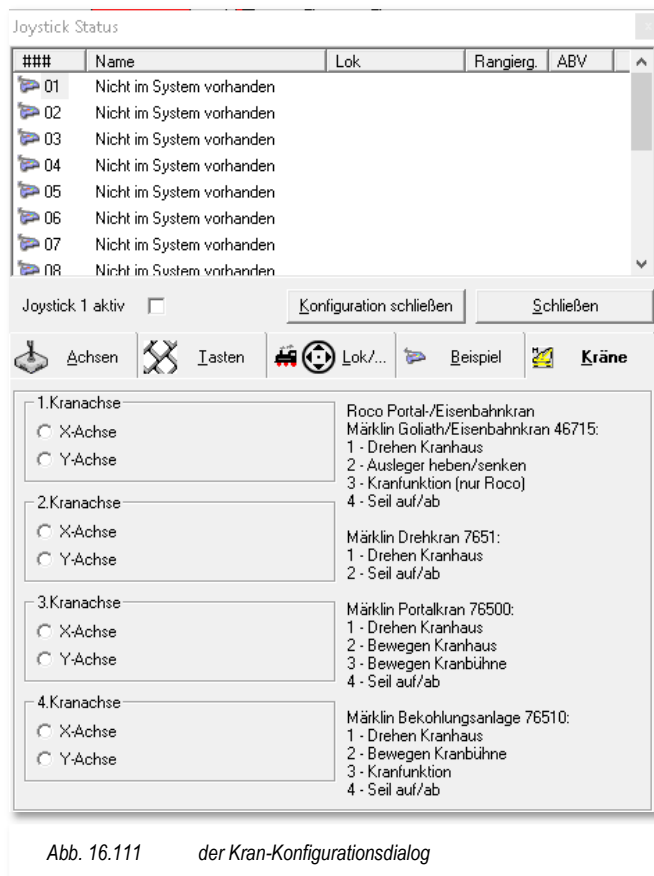 Joystick Status
### Name Lok Rangierg. ABV
01 Nicht im System vorhanden
02 Nicht im System vorhanden
03 Nicht im System vorhanden
04 Nicht im System vorhanden
05 Nicht im System vorhanden
06 Nicht im System vorhanden
07 Nicht im System vorhanden
08 Nicht im System vorhanden
Joystick 1 aktiv
Konfiguration schließen
Schließen
Achsen
Tasten
Lok/...
Beispiel
Kräne
1.Kranachse
X-Achse
Y-Achse
2.Kranachse
X-Achse
Y-Achse
3.Kranachse
X-Achse
Y-Achse
4.Kranachse
X-Achse
Y-Achse
Roco Portal-/Eisenbahnkran
Märklin Goliath/Eisenbahnkran 46715:
1 - Drehen Kranhaus
2 - Ausleger heben/senken
3 - Kranfunktion (nur Roco)
4 - Seil auf/ab
Märklin Drehkran 7651:
1 - Drehen Kranhaus
2 - Seil auf/ab
Märklin Portalkran 76500:
1 - Drehen Kranhaus
2 - Bewegen Kranhaus
3 - Bewegen Kranbühne
4 - Seil auf/ab
Märklin Bekohlungsanlage 76510:
1 - Drehen Kranhaus
2 - Bewegen Kranbühne
3 - Kranfunktion
4 - Seil auf/ab
Abb. 16.111 der Kran-Konfigurationsdialog